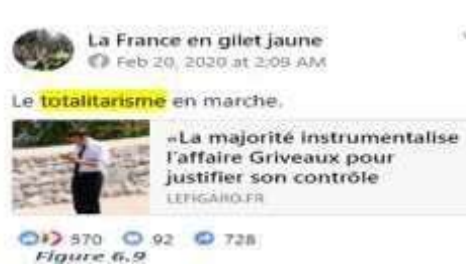 La France en gilet jaune
Feb 20, 2020 at 2:09 AM
Le totalitarisme en marche.
«La majorité instrumentalise
l'affaire Griveaux pour
justifier son contrôle
LEFIGARO.FR
570 92 728
Figure 6.9